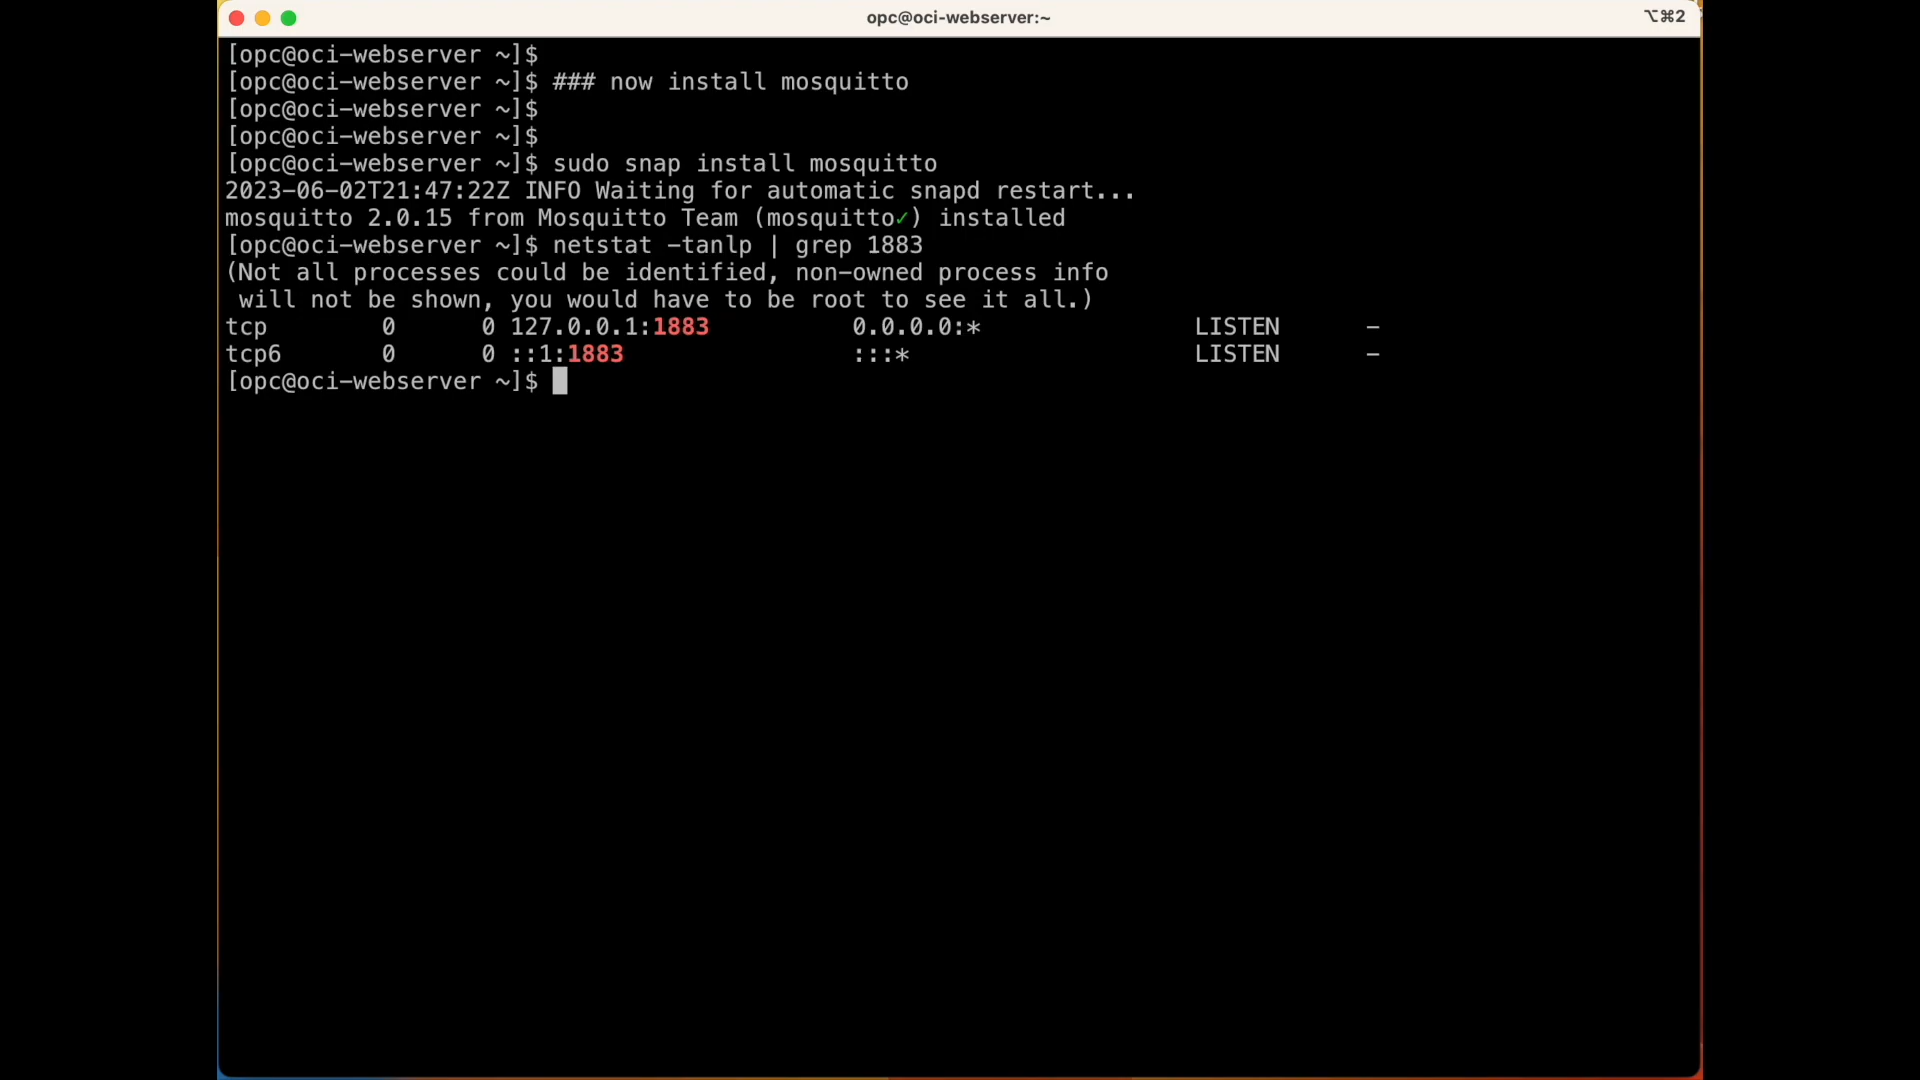 opc@oci-webserver:~
⌥⌘2
[opc@oci-webserver ~]$
[opc@oci-webserver ~]$ ### now install mosquitto
[opc@oci-webserver ~]$
[opc@oci-webserver ~]$
[opc@oci-webserver ~]$ sudo snap install mosquitto
2023-06-02T21:47:22Z INFO Waiting for automatic snapd restart...
mosquitto 2.0.15 from Mosquitto Team (mosquitto✓) installed
[opc@oci-webserver ~]$ netstat -tanlp | grep 1883
(Not all processes could be identified, non-owned process info
 will not be shown, you would have to be root to see it all.)
tcp        0      0 127.0.0.1:1883          0.0.0.0:*               LISTEN      -
tcp6       0      0 ::1:1883                :::*                    LISTEN      -
[opc@oci-webserver ~]$